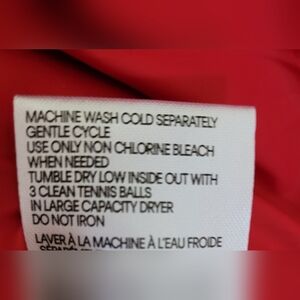 MACHINE WASH COLD SEPARATELY
GENTLE CYCLE
USE ONLY NON CHLORINE BLEACH
WHEN NEEDED
TUMBLE DRY LOW INSIDE OUT WITH
3 CLEAN TENNIS BALLS
IN LARGE CAPACITY DRYER
DO NOT IRON
LAVER À LA MACHINE À L'EAU FROIDE